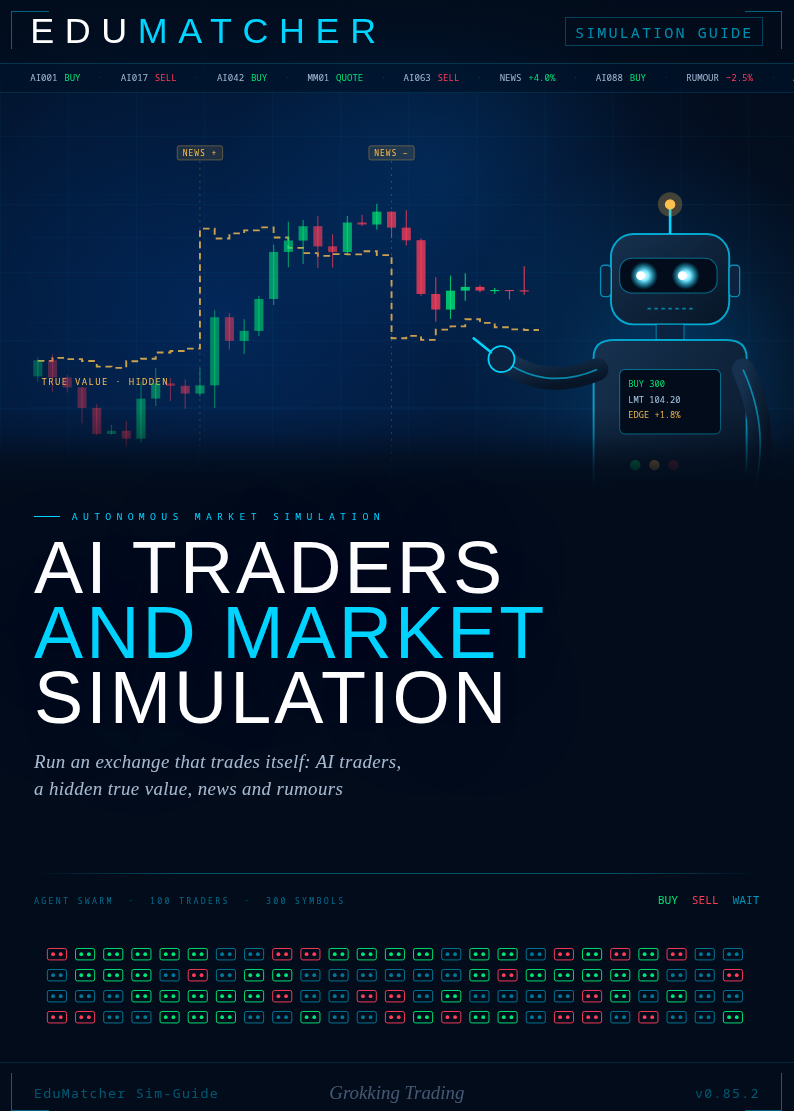 EDUMATCHER
SIMULATION GUIDE
AI001 BUY · AI017 SELL · AI042 BUY · MM01 QUOTE · AI063 SELL · NEWS +4.0% · AI088 BUY · RUMOUR −2.5%
NEWS +
NEWS −
TRUE VALUE · HIDDEN
BUY 300
LMT 104.20
EDGE +1.8%
AUTONOMOUS MARKET SIMULATION
AI TRADERS
AND MARKET
SIMULATION
Run an exchange that trades itself: AI traders,
a hidden true value, news and rumours
AGENT SWARM · 100 TRADERS · 300 SYMBOLS
BUY SELL WAIT
EduMatcher Sim-Guide
Grokking Trading
v0.85.2